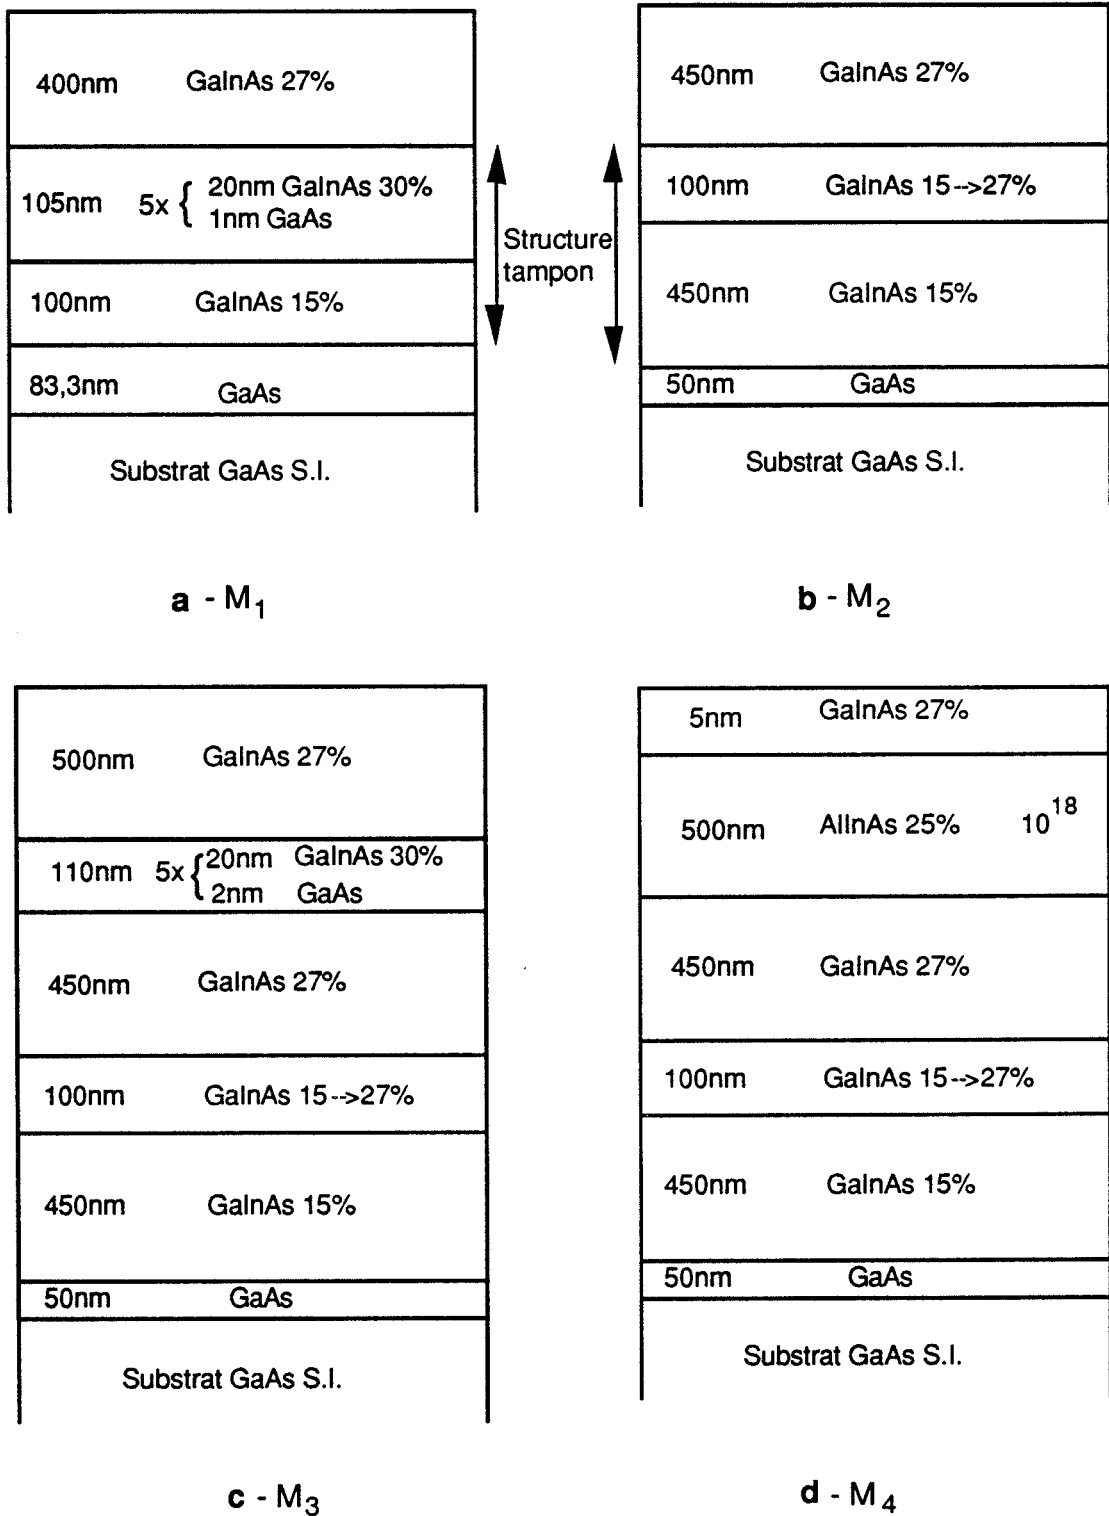 400nm GaInAs 27%
105nm 5x { 20nm GaInAs 30%
1nm GaAs
100nm GaInAs 15%
83,3nm GaAs
Substrat GaAs S.I.
a - M1
Structure
tampon
450nm GaInAs 27%
100nm GaInAs 15-->27%
450nm GaInAs 15%
50nm GaAs
Substrat GaAs S.I.
b - M2
500nm GaInAs 27%
110nm 5x { 20nm GaInAs 30%
2nm GaAs
450nm GaInAs 27%
100nm GaInAs 15-->27%
450nm GaInAs 15%
50nm GaAs
Substrat GaAs S.I.
c - M3
5nm GaInAs 27%
500nm AlInAs 25% 10^18
450nm GaInAs 27%
100nm GaInAs 15-->27%
450nm GaInAs 15%
50nm GaAs
Substrat GaAs S.I.
d - M4